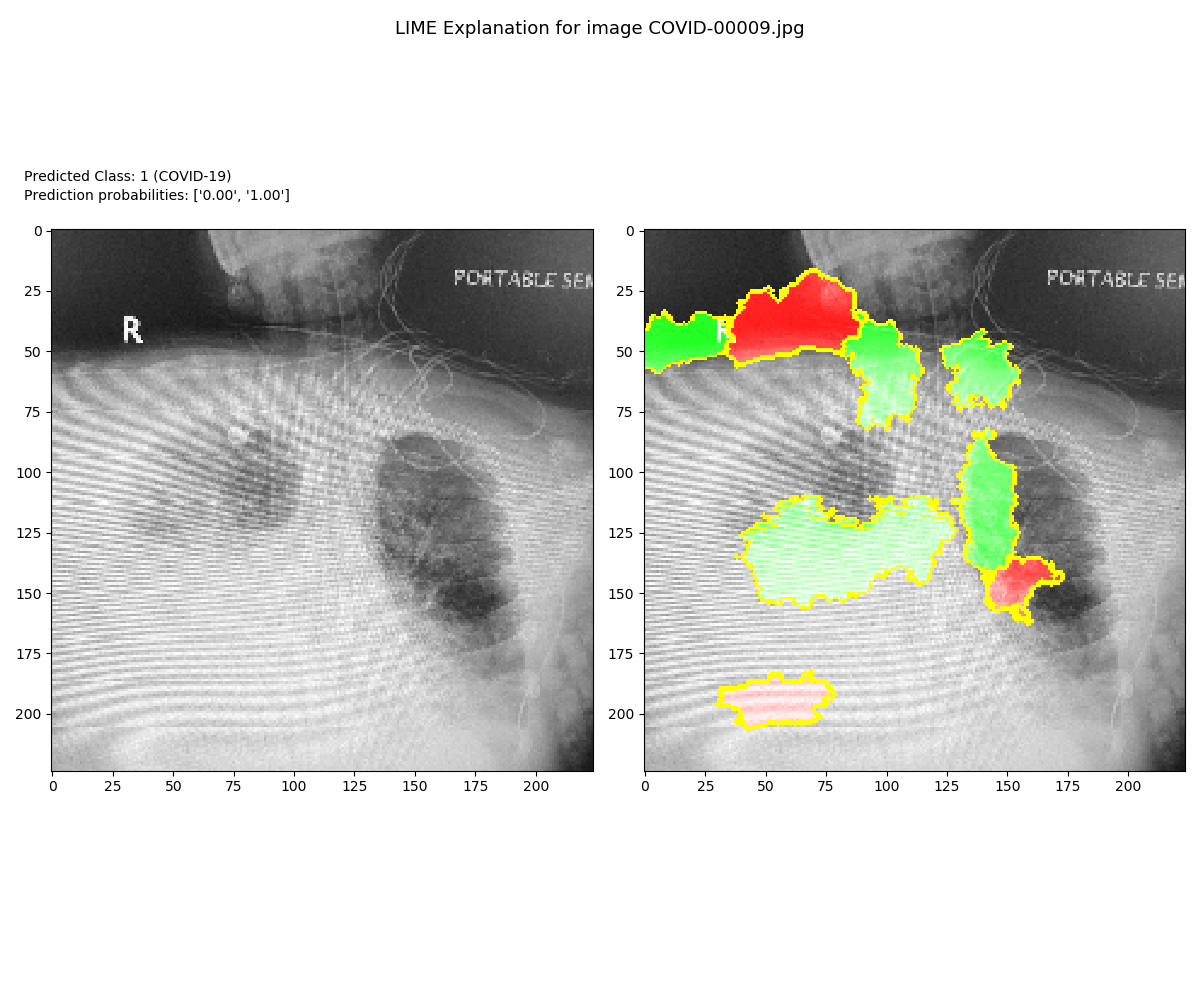 LIME Explanation for image COVID-00009.jpg
Predicted Class: 1 (COVID-19)
Prediction probabilities: ['0.00', '1.00']
0
25
50
75
100
125
150
175
200
R
PORTABLE SEM
0 25 50 75 100 125 150 175 200
0
25
50
75
100
125
150
175
200
PORTABLE SEM
0 25 50 75 100 125 150 175 200